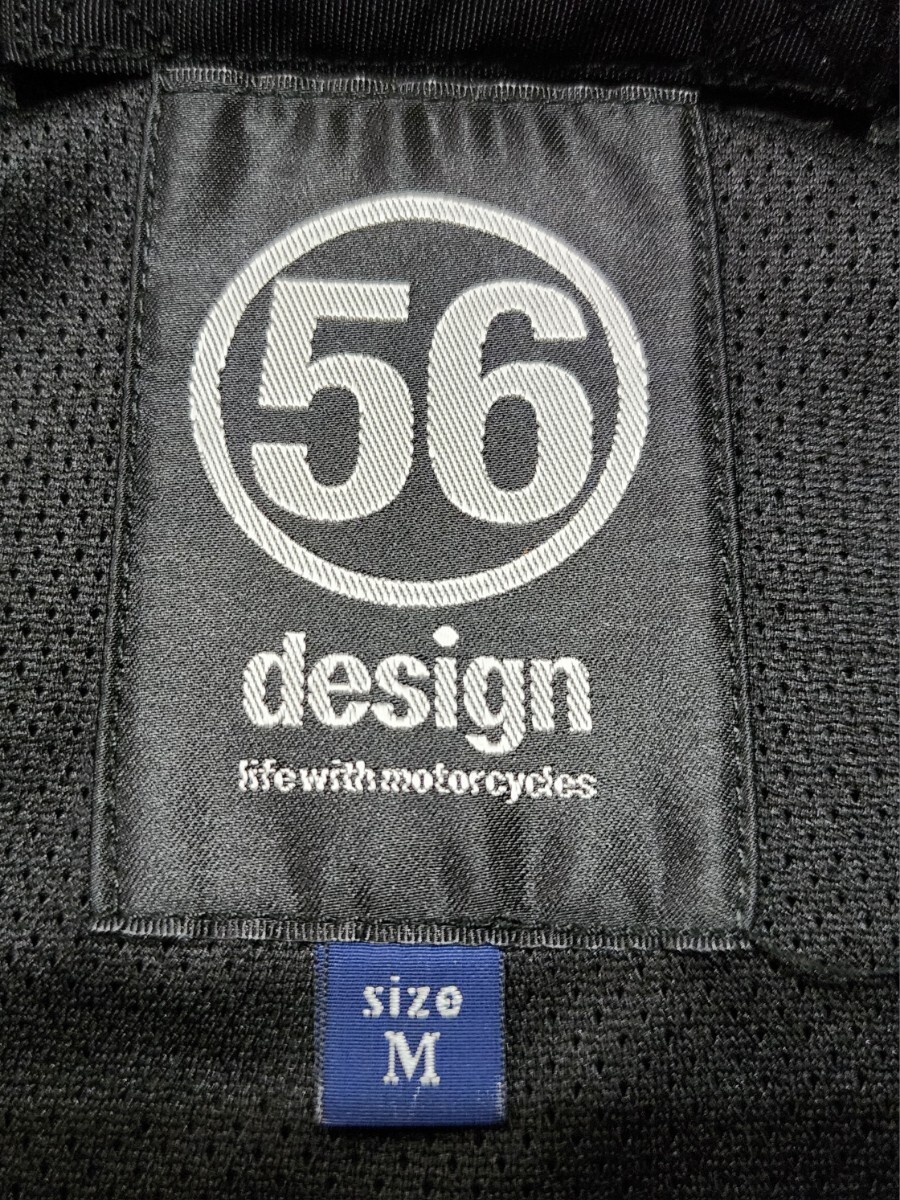 56
design
life with motorcycles
size
M